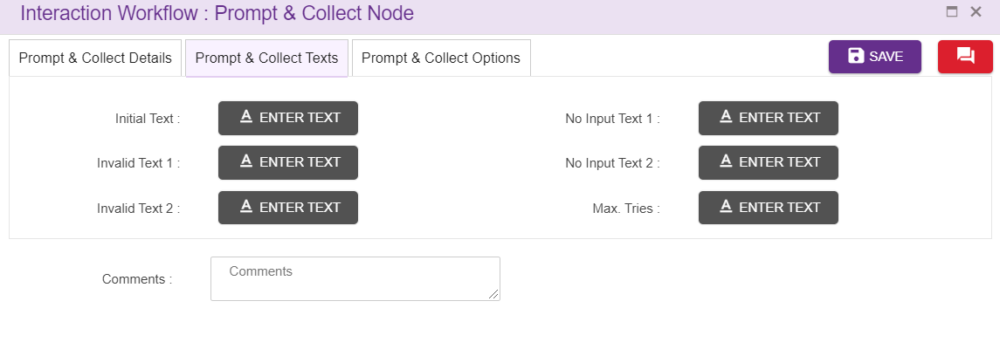 Interaction Workflow : Prompt & Collect Node
Prompt & Collect Details Prompt & Collect Texts Prompt & Collect Options SAVE
Initial Text : A ENTER TEXT No Input Text 1 : A ENTER TEXT
Invalid Text 1 : A ENTER TEXT No Input Text 2 : A ENTER TEXT
Invalid Text 2 : A ENTER TEXT Max. Tries : A ENTER TEXT
Comments : Comments